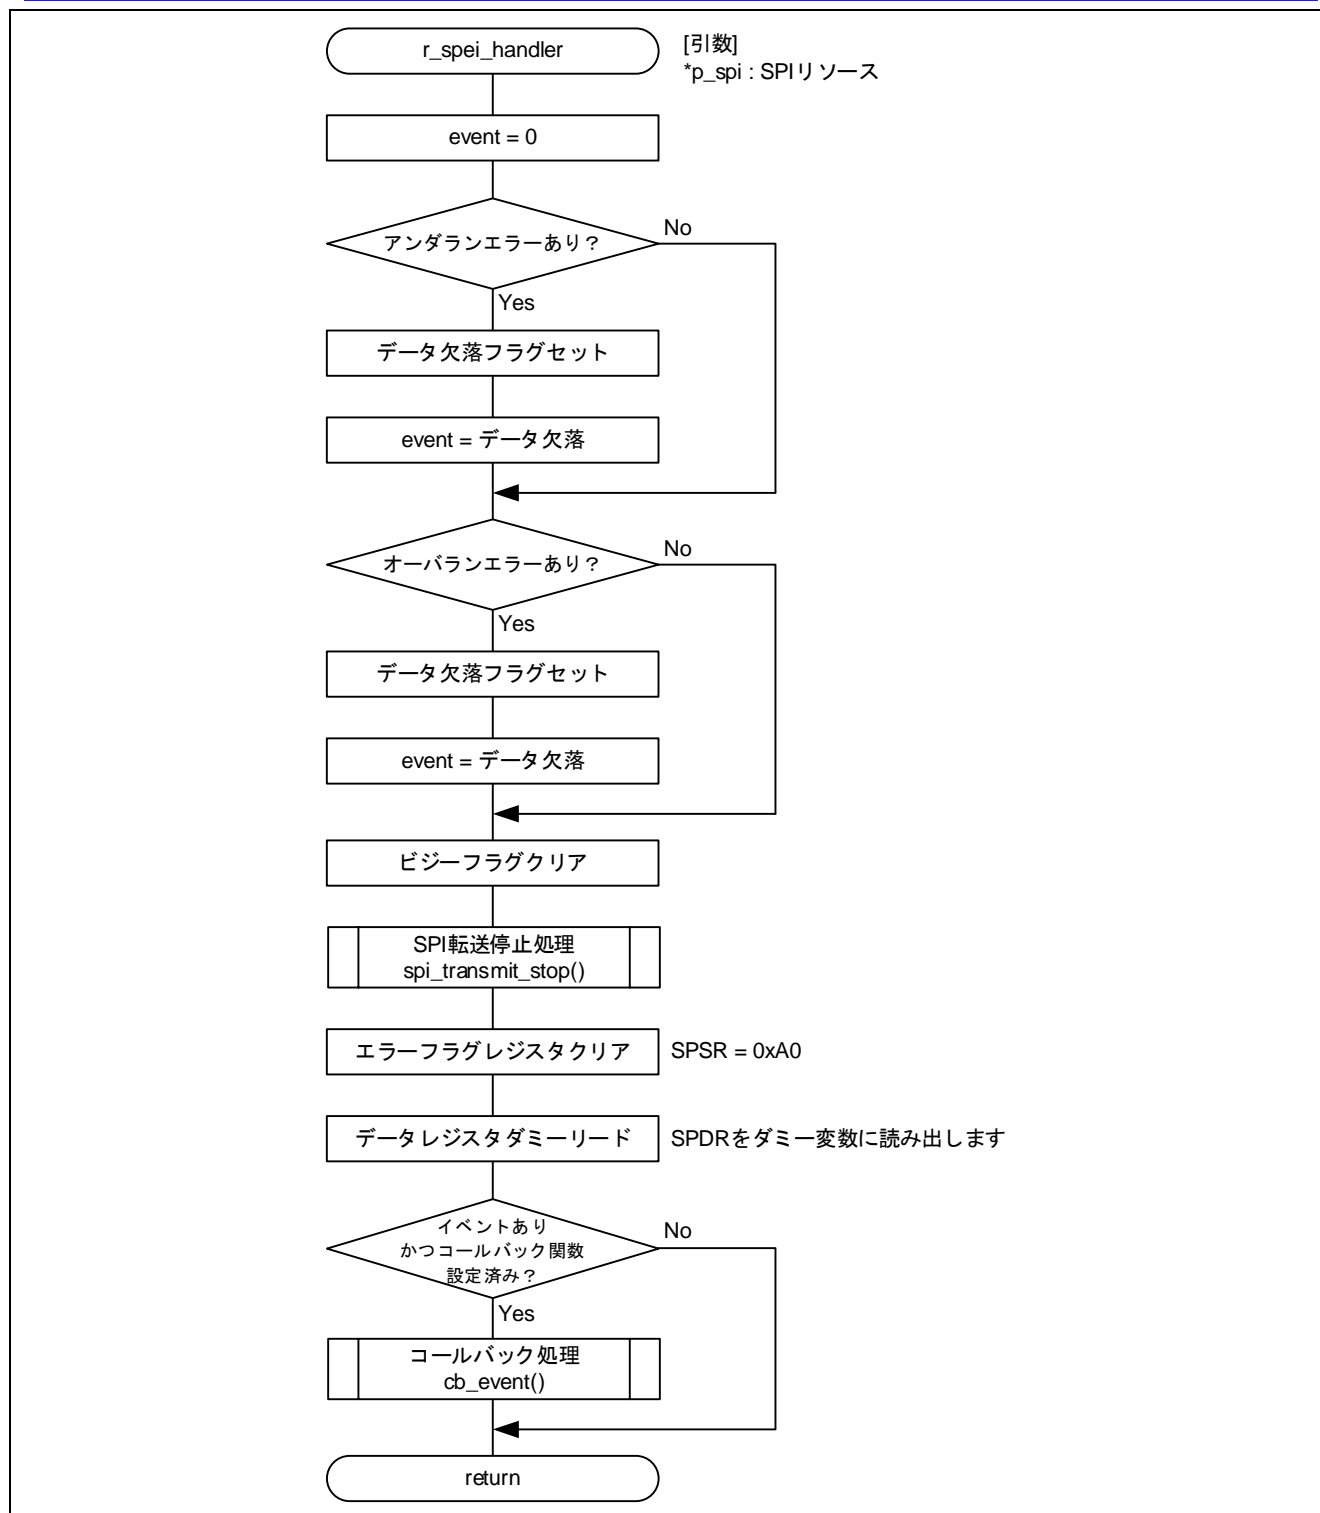 r_spei_handler
[引数]
*p_spi : SPIリソース
event = 0
アンダランエラーあり?
No
Yes
データ欠落フラグセット
event = データ欠落
オーバランエラーあり?
No
Yes
データ欠落フラグセット
event = データ欠落
ビジーフラグクリア
SPI転送停止処理
spi_transmit_stop()
エラーフラグレジスタクリア
SPSR = 0xA0
データレジスタダミーリード
SPDRをダミー変数に読み出します
イベントあり
かつコールバック関数
設定済み?
No
Yes
コールバック処理
cb_event()
return